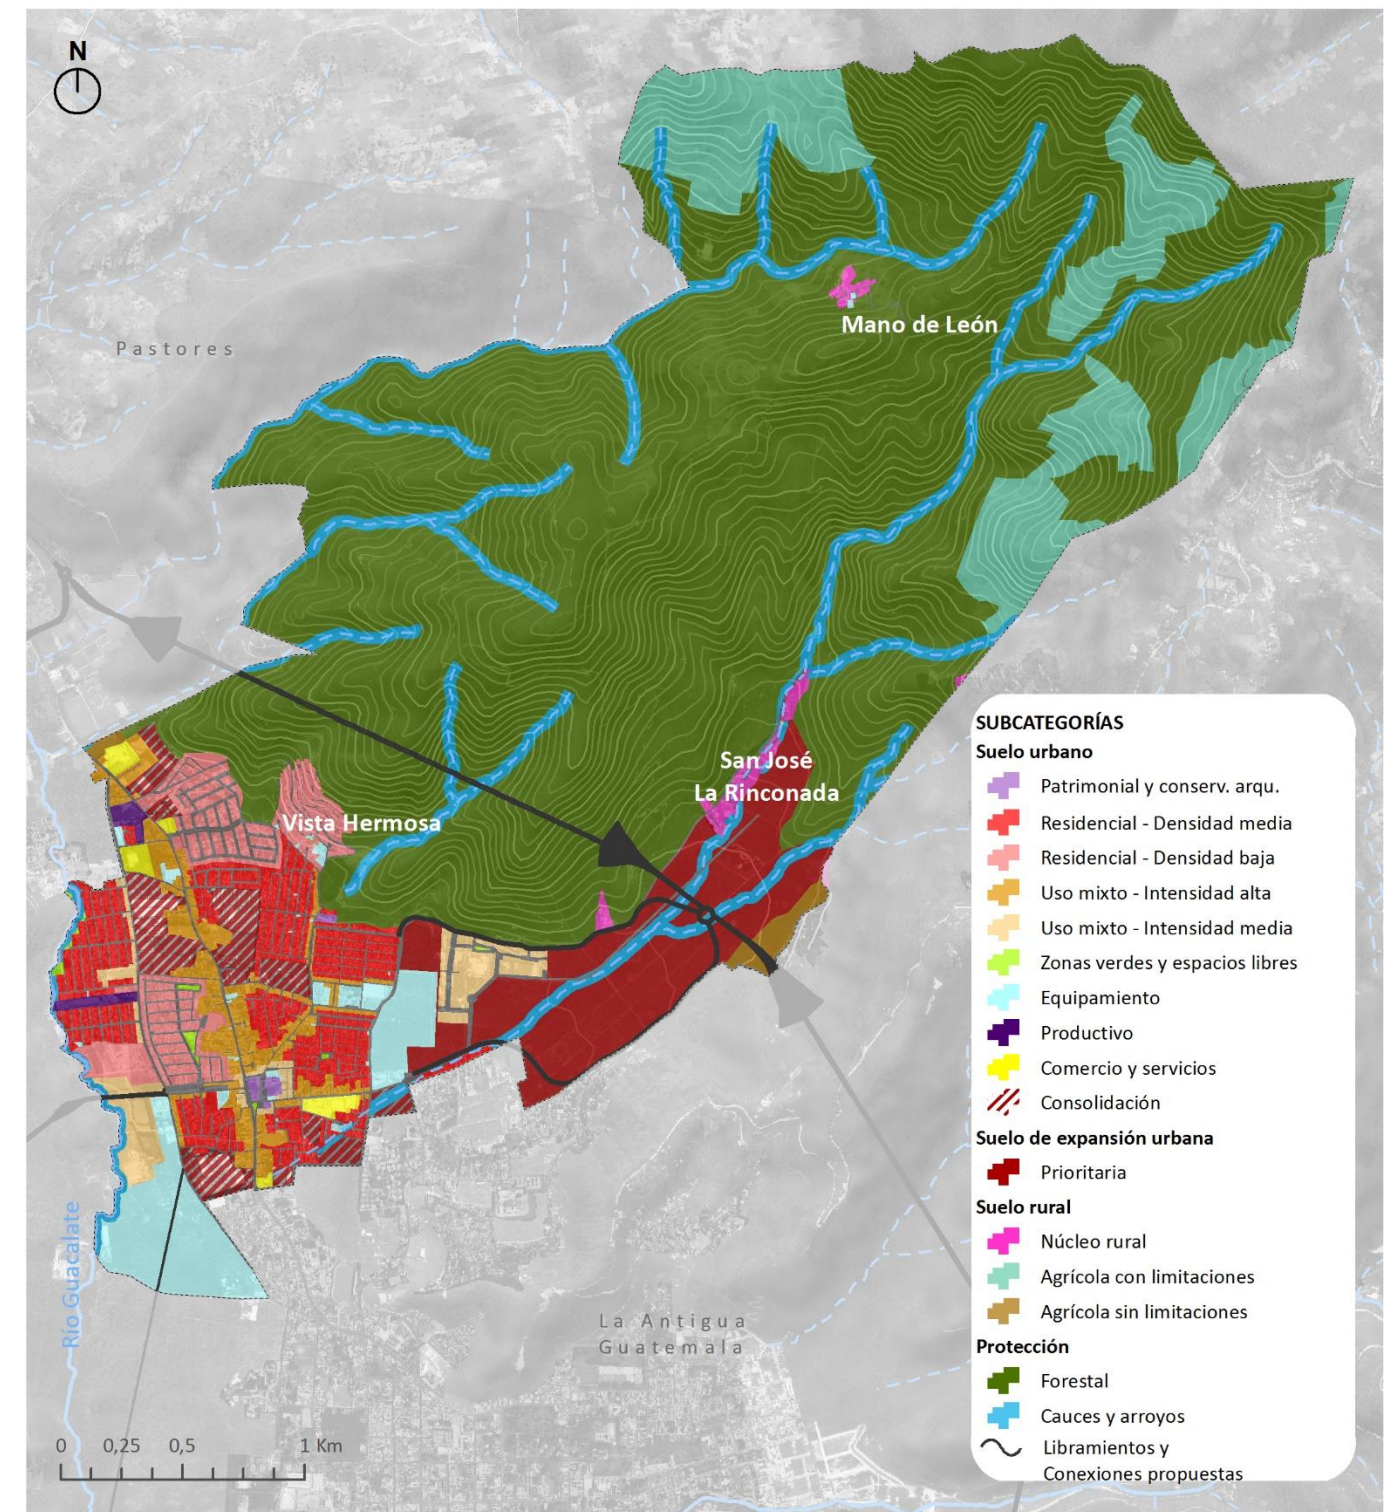 N
Pastores
Mano de León
San José
La Rinconada
Vista Hermosa
Río Guacalate
La Antigua
Guatemala
0 0,25 0,5 1 Km
SUBCATEGORÍAS
Suelo urbano
Patrimonial y conserv. arqu.
Residencial - Densidad media
Residencial - Densidad baja
Uso mixto - Intensidad alta
Uso mixto - Intensidad media
Zonas verdes y espacios libres
Equipamiento
Productivo
Comercio y servicios
Consolidación
Suelo de expansión urbana
Prioritaria
Suelo rural
Núcleo rural
Agrícola con limitaciones
Agrícola sin limitaciones
Protección
Forestal
Cauces y arroyos
Libramientos y
Conexiones propuestas